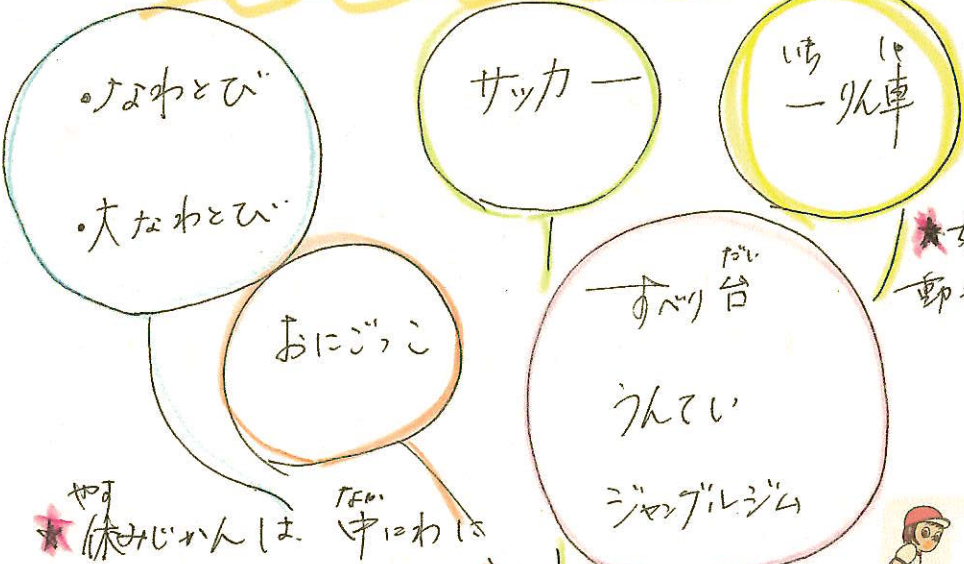 ・なわとび
・大なわとび
サッカー
いち しゃ
一りん車
おにごっこ
だい
すべり台
うんてい
ジャングルジム
★
動
やす なか
★休みじかんは、中にわは